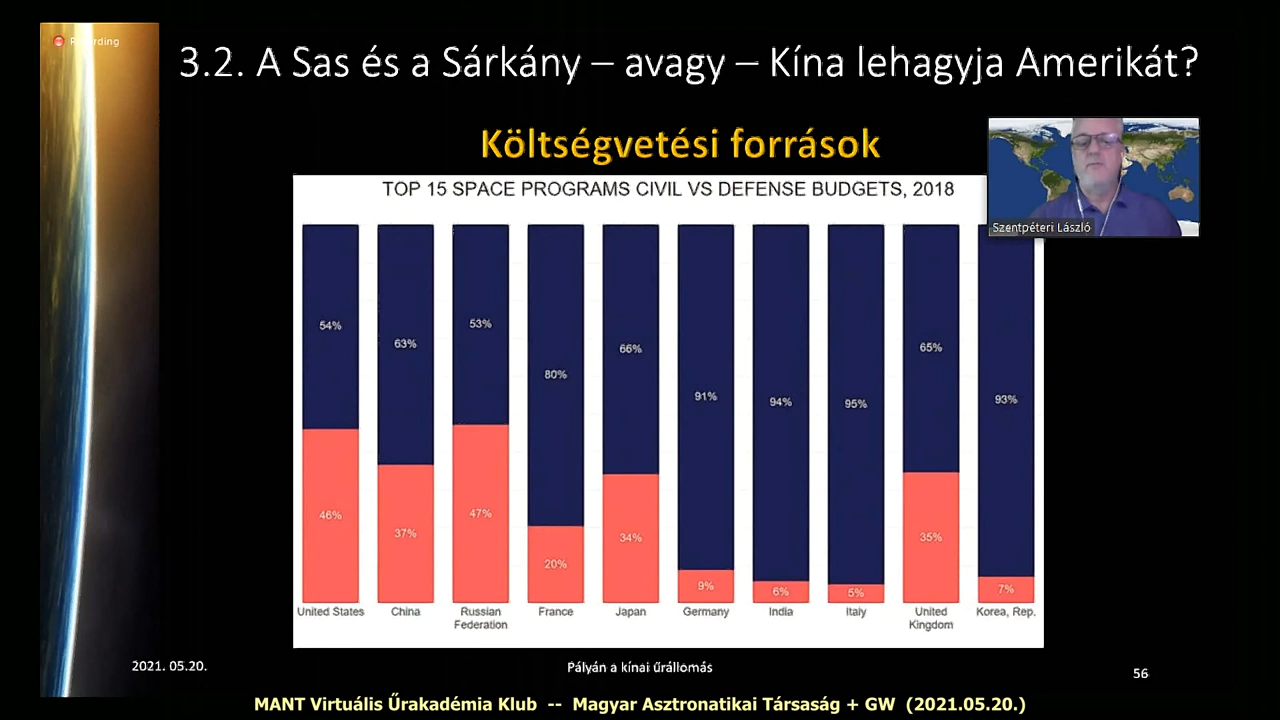 Recording
3.2. A Sas és a Sárkány – avagy – Kína lehagyja Amerikát?
Költségvetési források
TOP 15 SPACE PROGRAMS CIVIL VS DEFENSE BUDGETS, 2018
Szentpéteri László
54% 63% 53% 80% 66% 91% 94% 95% 65% 93%
46% 37% 47% 20% 34% 9% 6% 5% 35% 7%
United States China Russian France Japan Germany India Italy United Korea, Rep.
Federation Kingdom
2021. 05.20. Pályán a kínai űrállomás 56
MANT Virtuális Űrakadémia Klub -- Magyar Asztronatikai Társaság + GW (2021.05.20.)